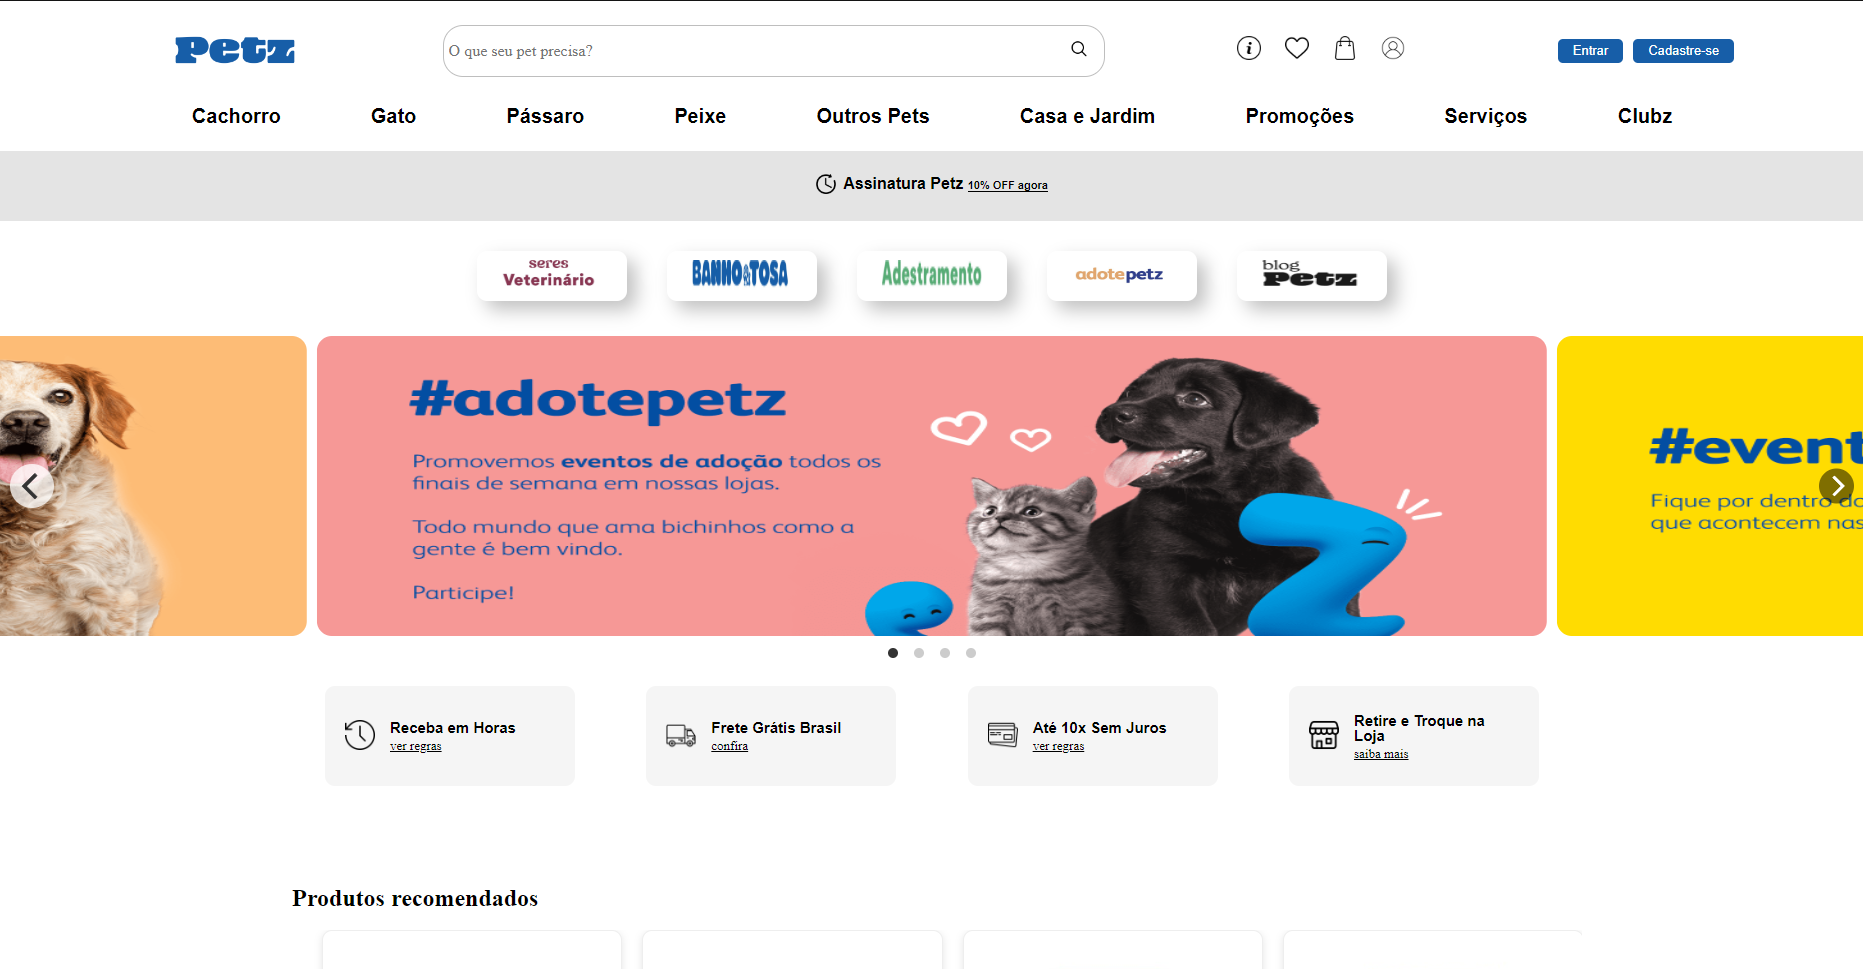 Petz
O que seu pet precisa?
Entrar
Cadastre-se
Cachorro
Gato
Pássaro
Peixe
Outros Pets
Casa e Jardim
Promoções
Serviços
Clubz
Assinatura Petz 10% OFF agora
seres
Veterinário
BANHO&TOSA
Adestramento
adotepetz
blog
Petz
#adotepetz
Promovemos eventos de adoção todos os
finais de semana em nossas lojas.
Todo mundo que ama bichinhos como a
gente é bem vindo.
Participe!
#event
Fique por dentro do
que acontecem nas
Receba em Horas
ver regras
Frete Grátis Brasil
confira
Até 10x Sem Juros
ver regras
Retire e Troque na
Loja
saiba mais
Produtos recomendados